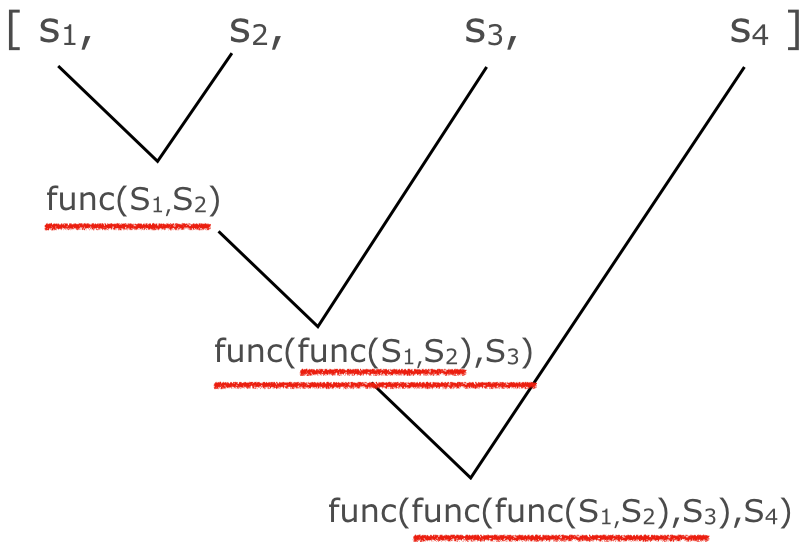 [ s₁, s₂, s₃, s₄ ]
func(S₁,S₂)
func(func(S₁,S₂),S₃)
func(func(func(S₁,S₂),S₃),S₄)